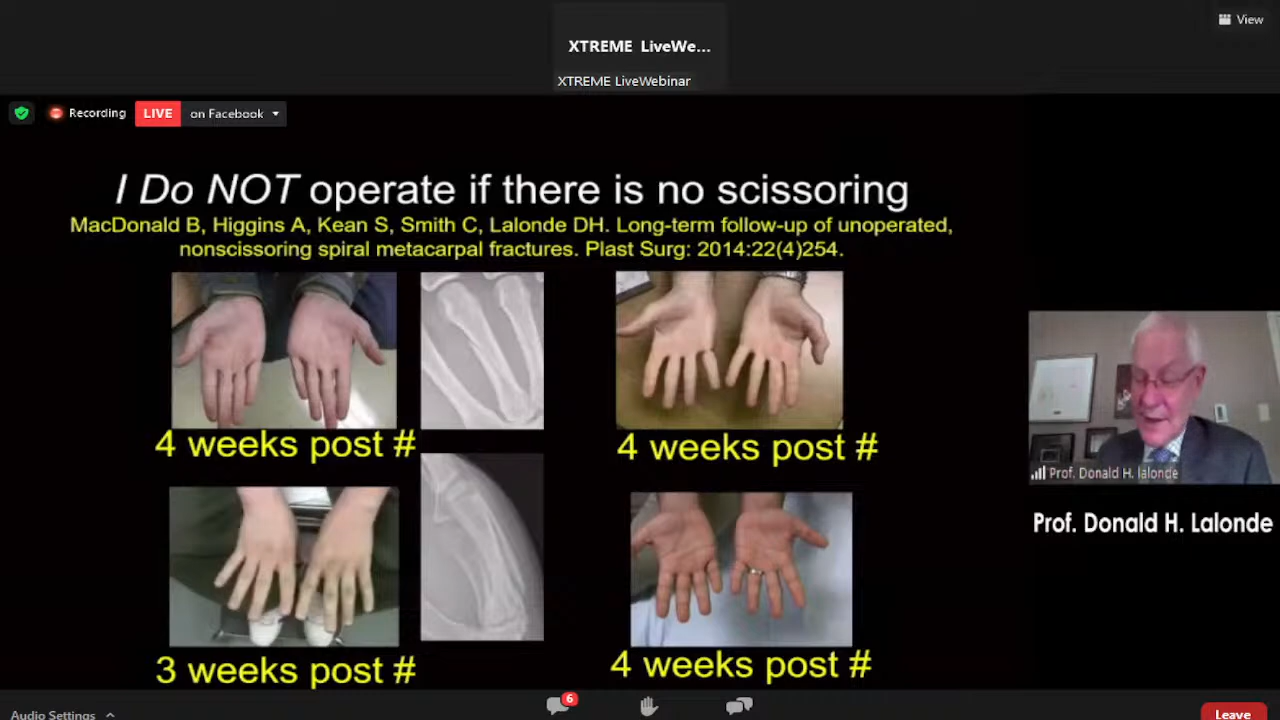 XTREME LiveWe...
View
XTREME LiveWebinar
Recording
LIVE
on Facebook
I Do NOT operate if there is no scissoring
MacDonald B, Higgins A, Kean S, Smith C, Lalonde DH. Long-term follow-up of unoperated,
nonscissoring spiral metacarpal fractures. Plast Surg: 2014:22(4)254.
4 weeks post #
4 weeks post #
3 weeks post #
4 weeks post #
Prof. Donald H. lalonde
Prof. Donald H. Lalonde
Audio Settings
6
Leave